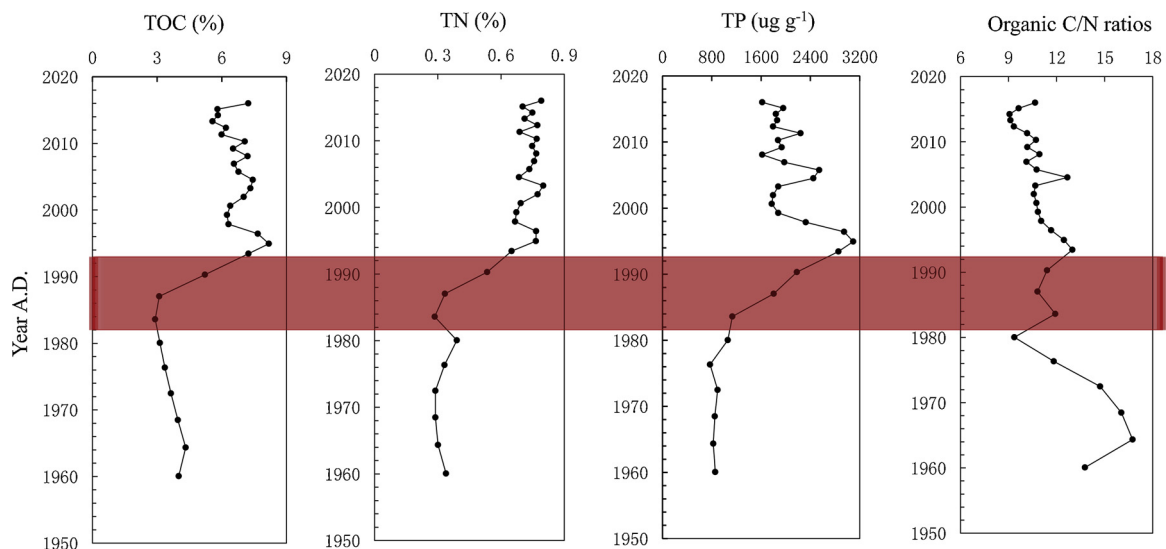 TOC (%) TN (%) TP (ug g⁻¹) Organic C/N ratios
0 3 6 9 0 0.3 0.6 0.9 0 800 1600 2400 3200 6 9 12 15 18
2020 2020 2020 2020
2010 2010 2010 2010
2000 2000 2000 2000
1990 1990 1990 1990
Year A.D.
1980 1980 1980 1980
1970 1970 1970 1970
1960 1960 1960 1960
1950 1950 1950 1950